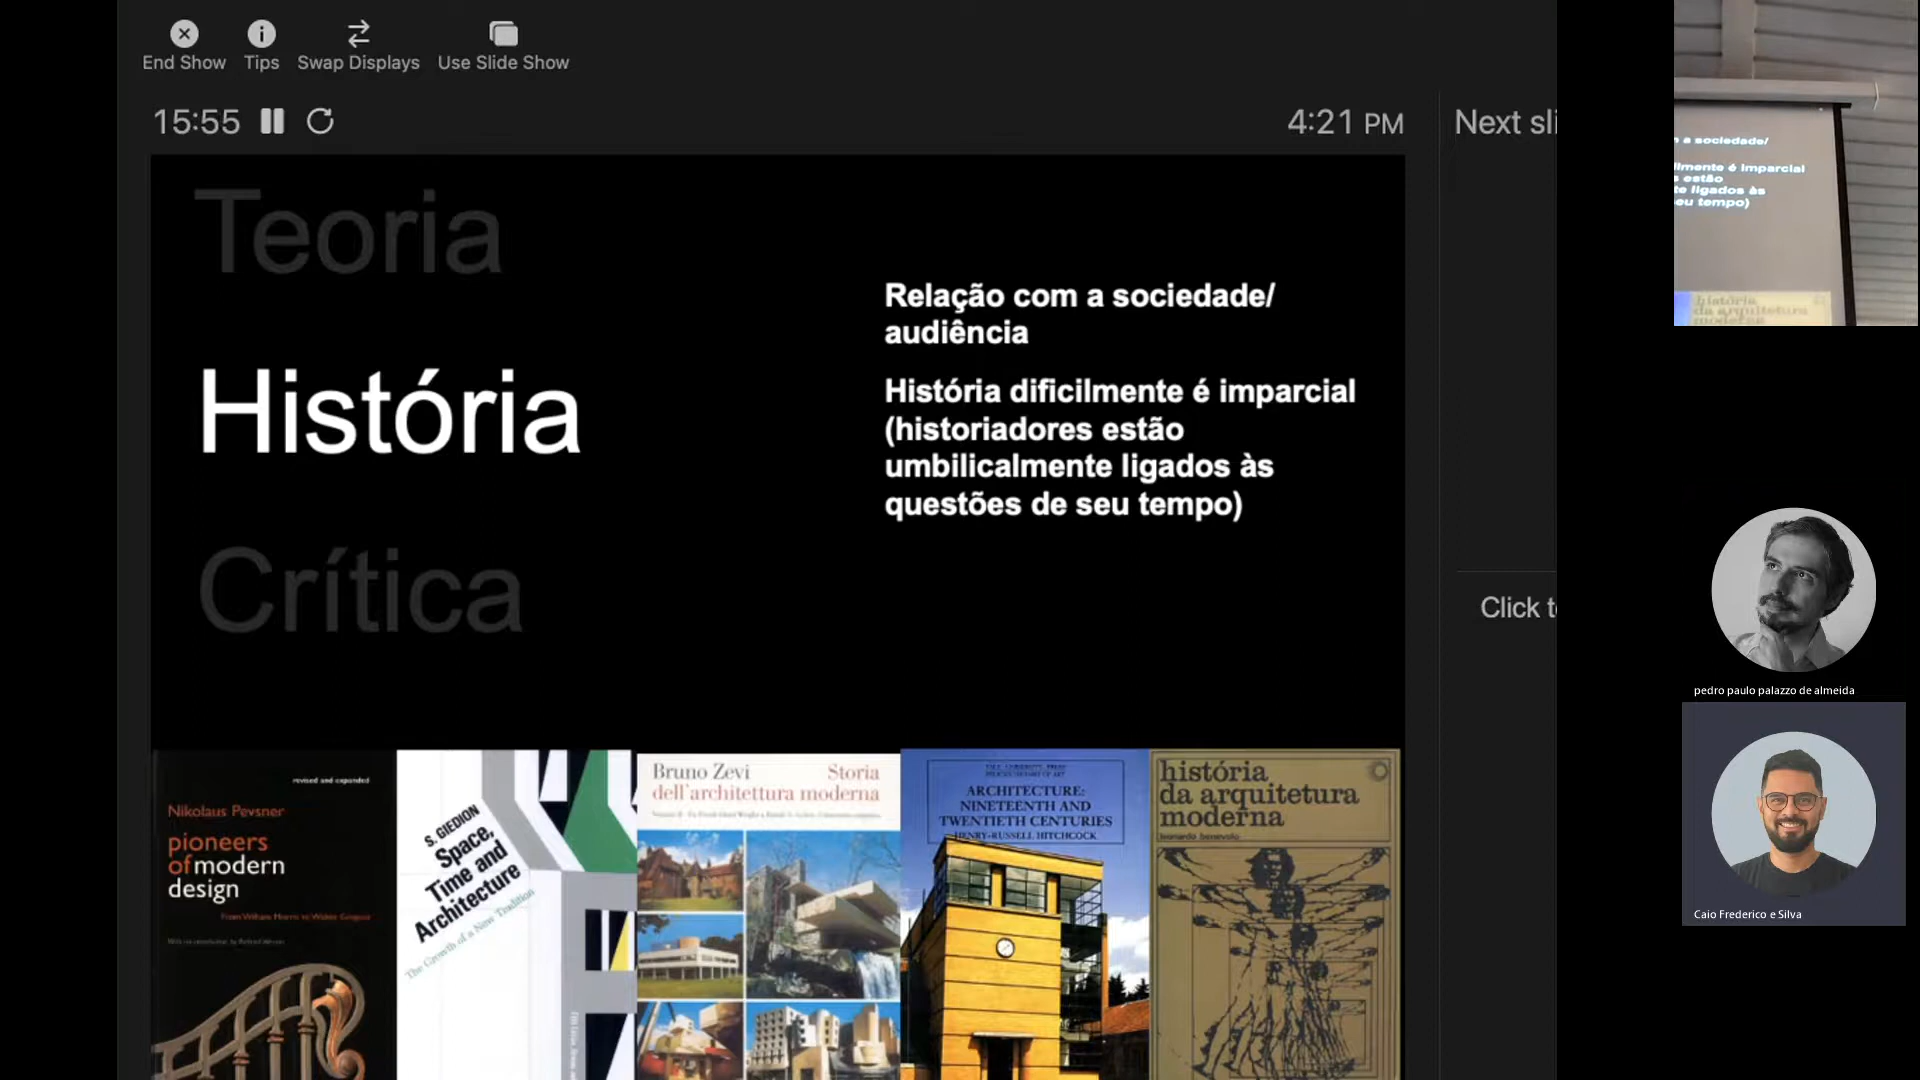 End Show
Tips
Swap Displays
Use Slide Show
15:55
4:21 PM
Next sli
Teoria
História
Crítica
Relação com a sociedade/
audiência
História dificilmente é imparcial
(historiadores estão
umbilicalmente ligados às
questões de seu tempo)
Click t
revised and expanded
Nikolaus Pevsner
pioneers
of modern
design
From William Morris to Walter Gropius
S. GIEDION
Space,
Time and
Architecture
The Growth of a New Tradition
Bruno Zevi
Storia
dell'architettura moderna
YALE UNIVERSITY PRESS
PELICAN HISTORY OF ART
ARCHITECTURE:
NINETEENTH AND
TWENTIETH CENTURIES
HENRY-RUSSELL HITCHCOCK
história
da arquitetura
moderna
leonardo benevolo
a sociedade/
ilmente é imparcial
s estão
te ligados às
eu tempo)
história
da arquitetura
moderna
pedro paulo palazzo de almeida
Caio Frederico e Silva